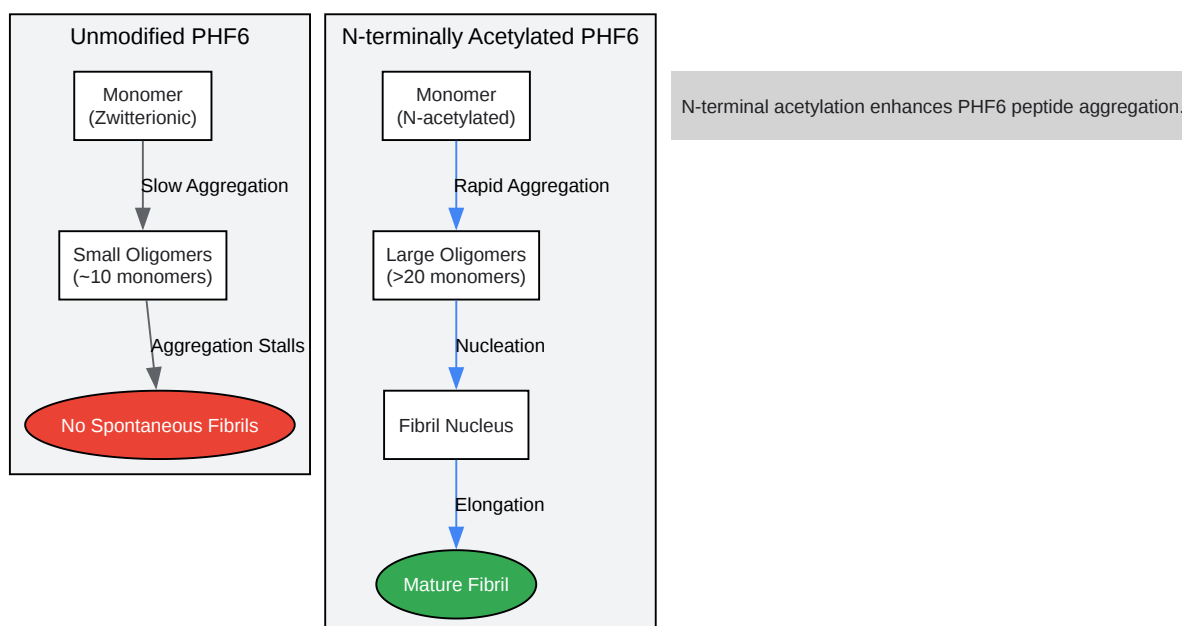 Unmodified PHF6
Monomer
(Zwitterionic)
Slow Aggregation
Small Oligomers
(~10 monomers)
Aggregation Stalls
No Spontaneous Fibrils
N-terminally Acetylated PHF6
Monomer
(N-acetylated)
Rapid Aggregation
Large Oligomers
(>20 monomers)
Nucleation
Fibril Nucleus
Elongation
Mature Fibril
N-terminal acetylation enhances PHF6 peptide aggregation.